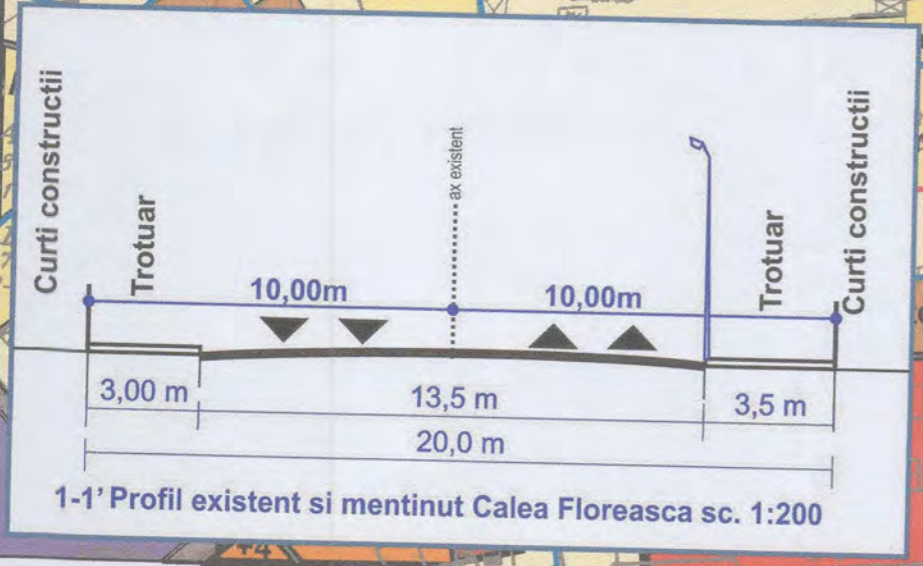 Curti constructii
Trotuar
ax existent
Trotuar
Curti constructii
10,00m
10,00m
3,00 m
13,5 m
3,5 m
20,0 m
1-1' Profil existent si mentinut Calea Floreasca sc. 1:200
+4